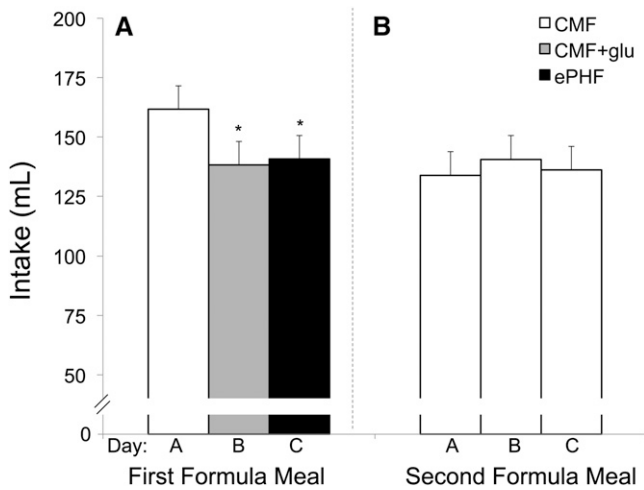 A
B
CMF
CMF+glu
ePHF
200
175
150
125
100
75
50
0
Intake (mL)
*
*
Day: A B C
A B C
First Formula Meal
Second Formula Meal